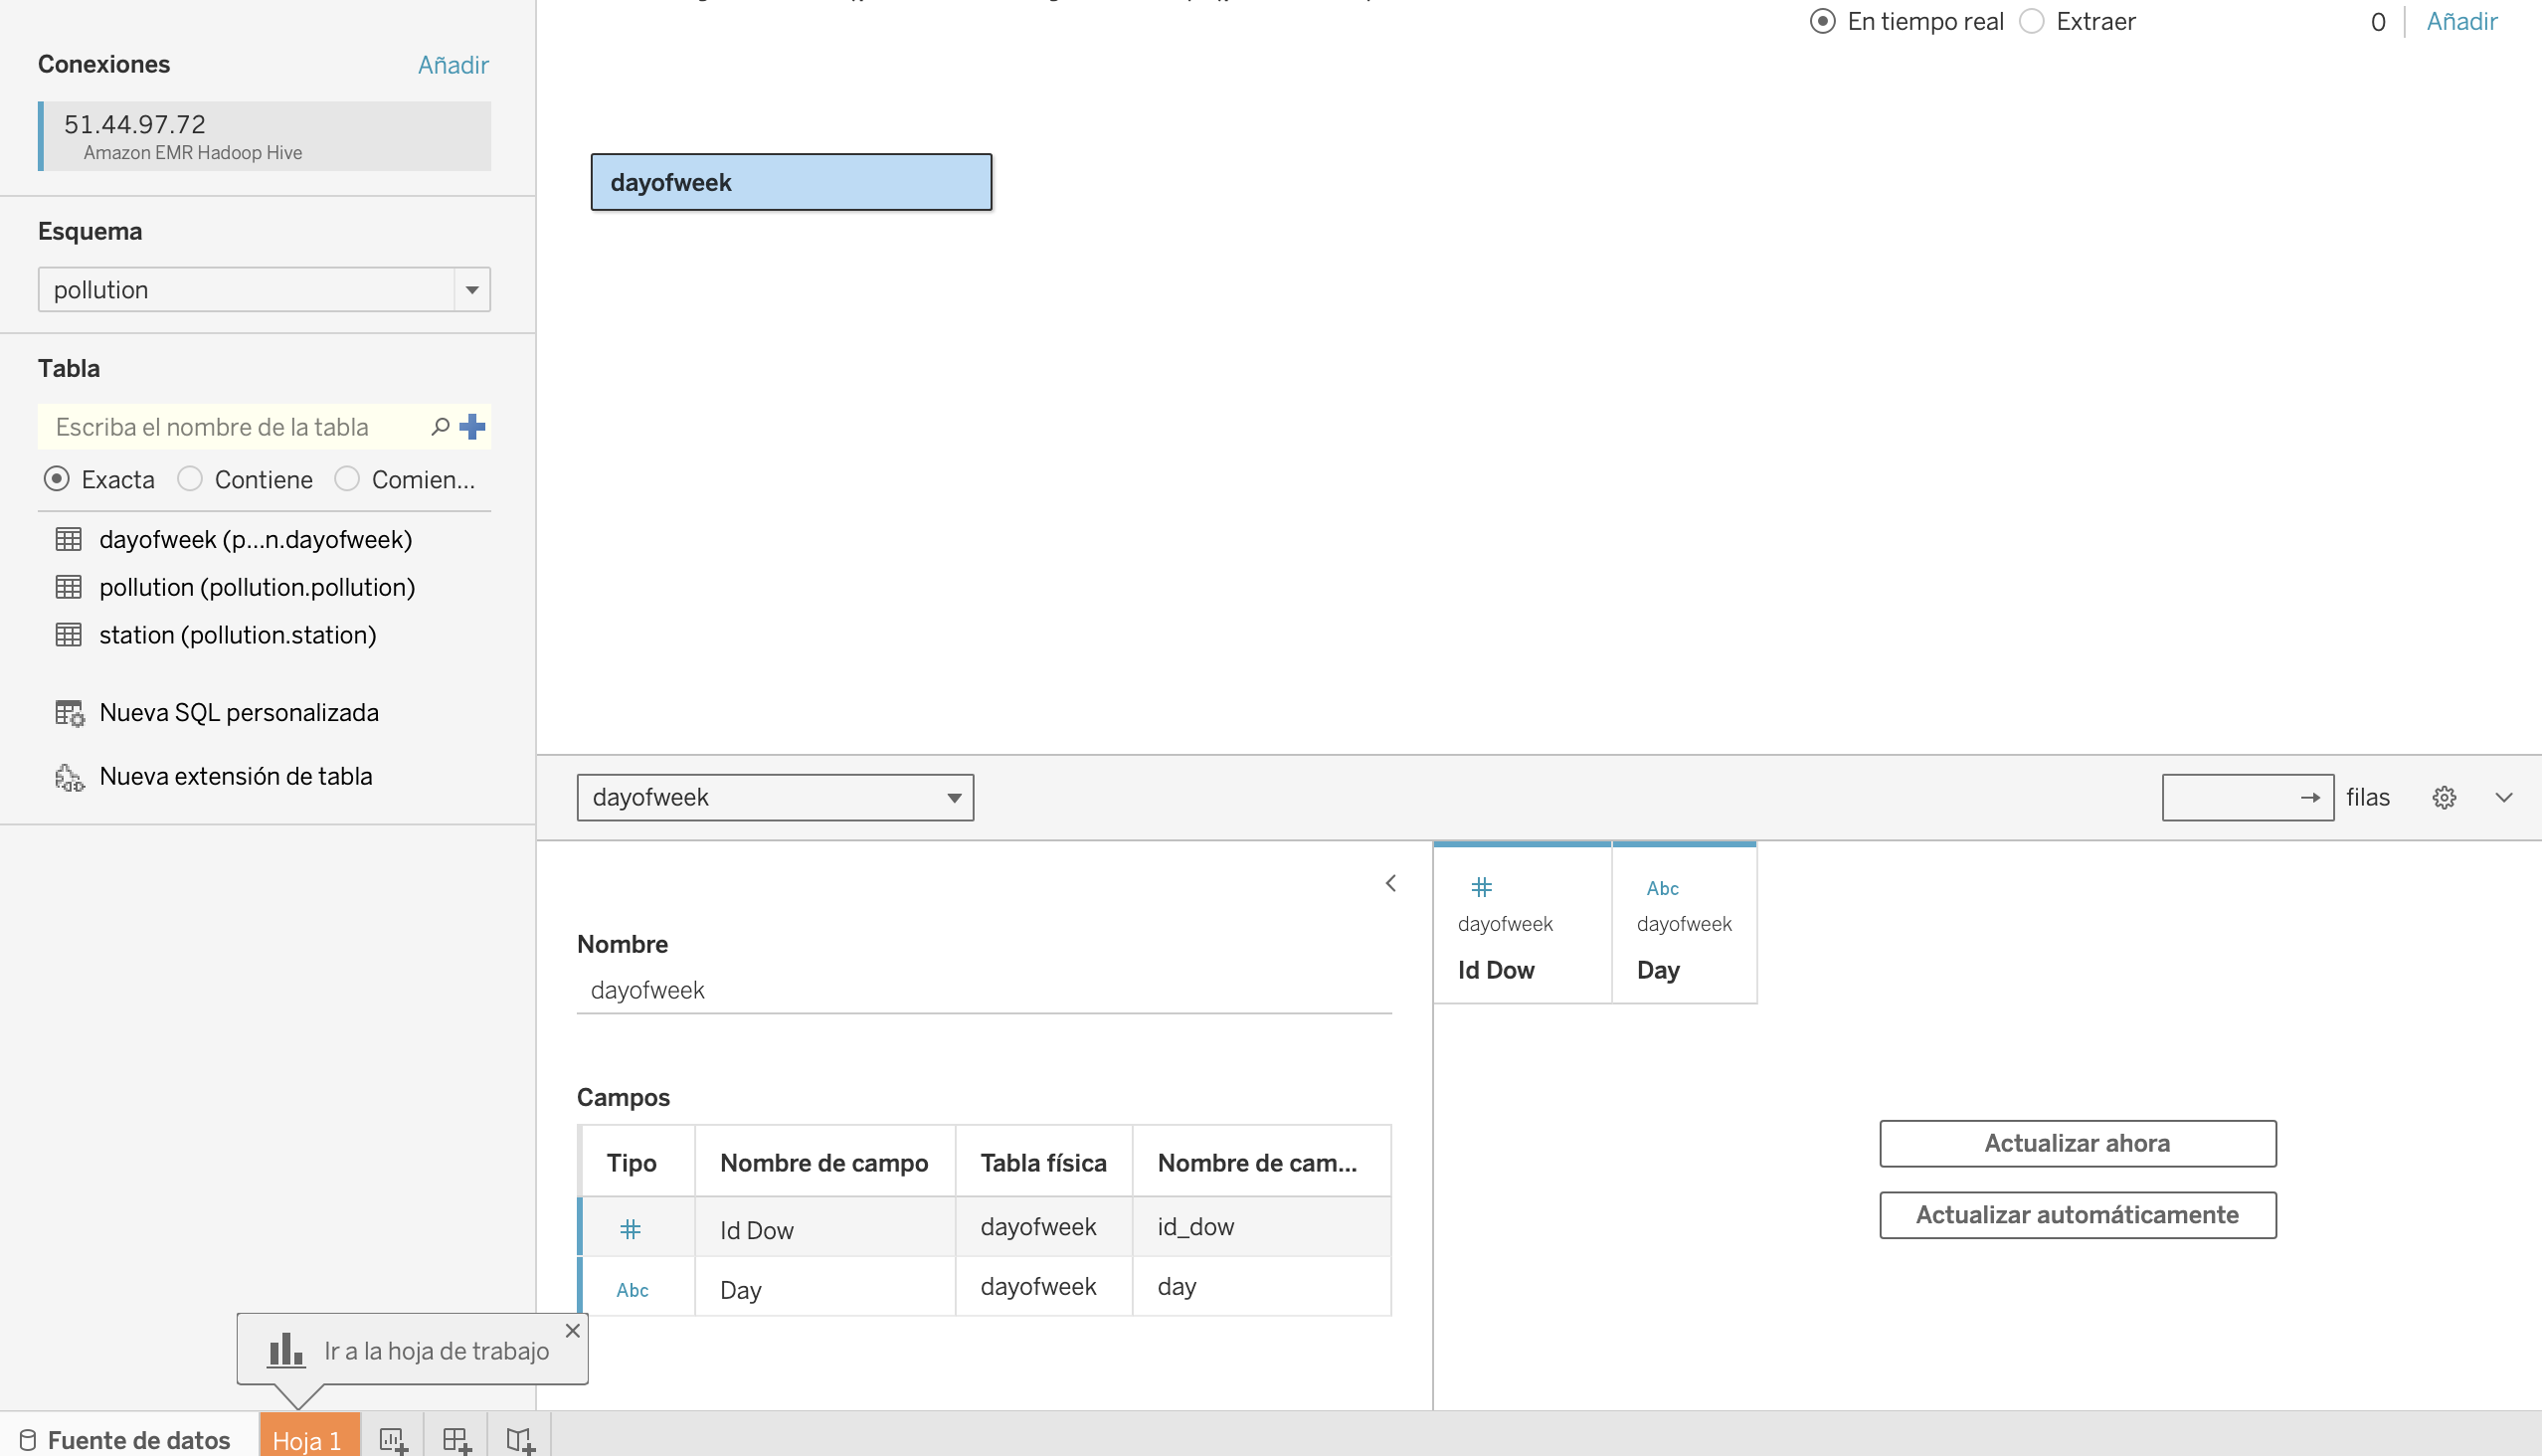 Conexiones
Añadir
51.44.97.72
Amazon EMR Hadoop Hive
Esquema
pollution
Tabla
Escriba el nombre de la tabla
Exacta Contiene Comien...
dayofweek (p...n.dayofweek)
pollution (pollution.pollution)
station (pollution.station)
Nueva SQL personalizada
Nueva extensión de tabla
En tiempo real Extraer
0 Añadir
dayofweek
dayofweek
filas
Nombre
dayofweek
Campos
Tipo Nombre de campo Tabla física Nombre de cam...
# Id Dow dayofweek id_dow
Abc Day dayofweek day
# Abc
dayofweek dayofweek
Id Dow Day
Actualizar ahora
Actualizar automáticamente
Ir a la hoja de trabajo
Fuente de datos Hoja 1